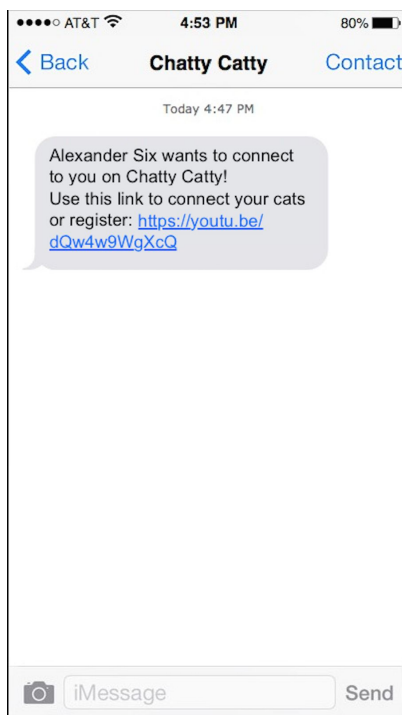 AT&T 4:53 PM 80%
Back Chatty Catty Contact
Today 4:47 PM
Alexander Six wants to connect
to you on Chatty Catty!
Use this link to connect your cats
or register: https://youtu.be/
dQw4w9WgXcQ
iMessage Send